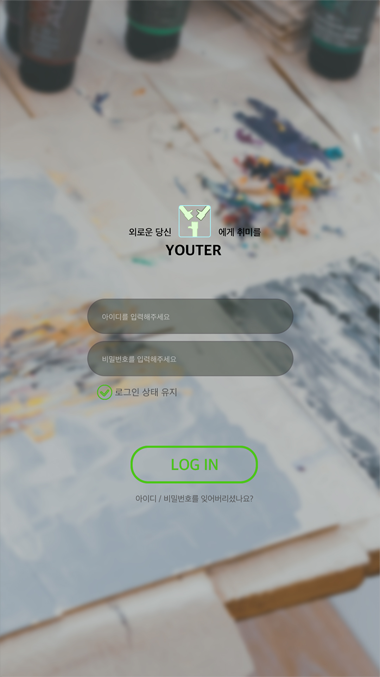 외로운 당신 에게 취미를
YOUTER
아이디를 입력해주세요
비밀번호를 입력해주세요
로그인 상태 유지
LOG IN
아이디 / 비밀번호를 잊어버리셨나요?